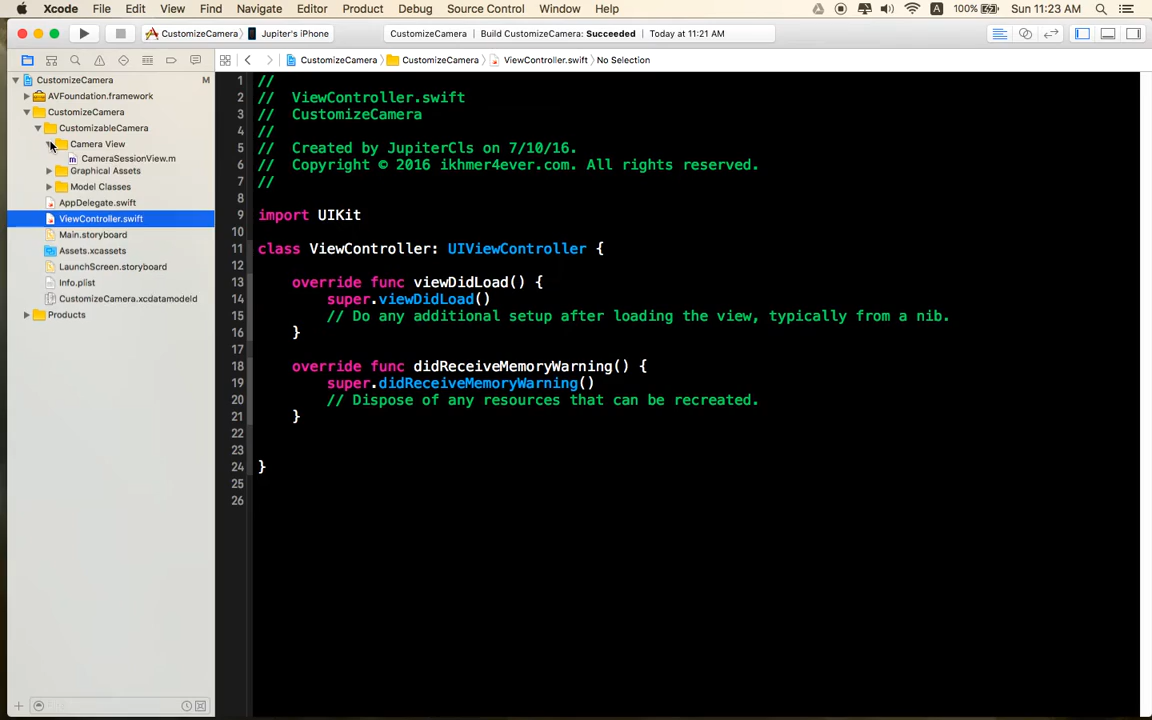 Xcode File Edit View Find Navigate Editor Product Debug Source Control Window Help A 100% Sun 11:23 AM
CustomizeCamera Jupiter's iPhone CustomizeCamera Build CustomizeCamera: Succeeded Today at 11:21 AM
CustomizeCamera CustomizeCamera ViewController.swift No Selection
CustomizeCamera M
AVFoundation.framework
CustomizeCamera
CustomizableCamera
Camera View
m CameraSessionView.m
Graphical Assets
Model Classes
AppDelegate.swift
ViewController.swift
Main.storyboard
Assets.xcassets
LaunchScreen.storyboard
Info.plist
CustomizeCamera.xcdatamodeld
Products
1 //
2 // ViewController.swift
3 // CustomizeCamera
4 //
5 // Created by JupiterCls on 7/10/16.
6 // Copyright © 2016 ikhmer4ever.com. All rights reserved.
7 //
8
9 import UIKit
10
11 class ViewController: UIViewController {
12
13 override func viewDidLoad() {
14 super.viewDidLoad()
15 // Do any additional setup after loading the view, typically from a nib.
16 }
17
18 override func didReceiveMemoryWarning() {
19 super.didReceiveMemoryWarning()
20 // Dispose of any resources that can be recreated.
21 }
22
23
24 }
25
26